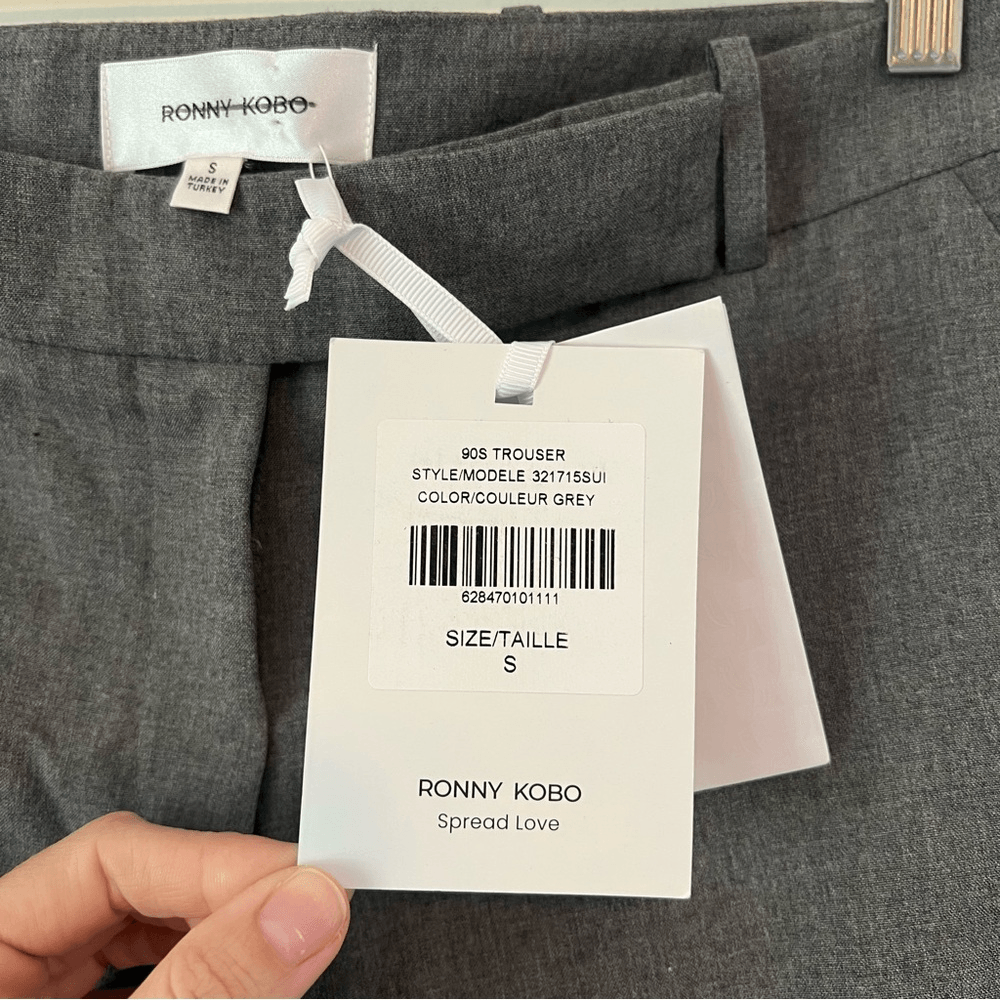 RONNY KOBO
S
MADE IN
TURKEY
90S TROUSER
STYLE/MODELE 321715SUI
COLOR/COULEUR GREY
628470101111
SIZE/TAILLE
S
RONNY KOBO
Spread Love